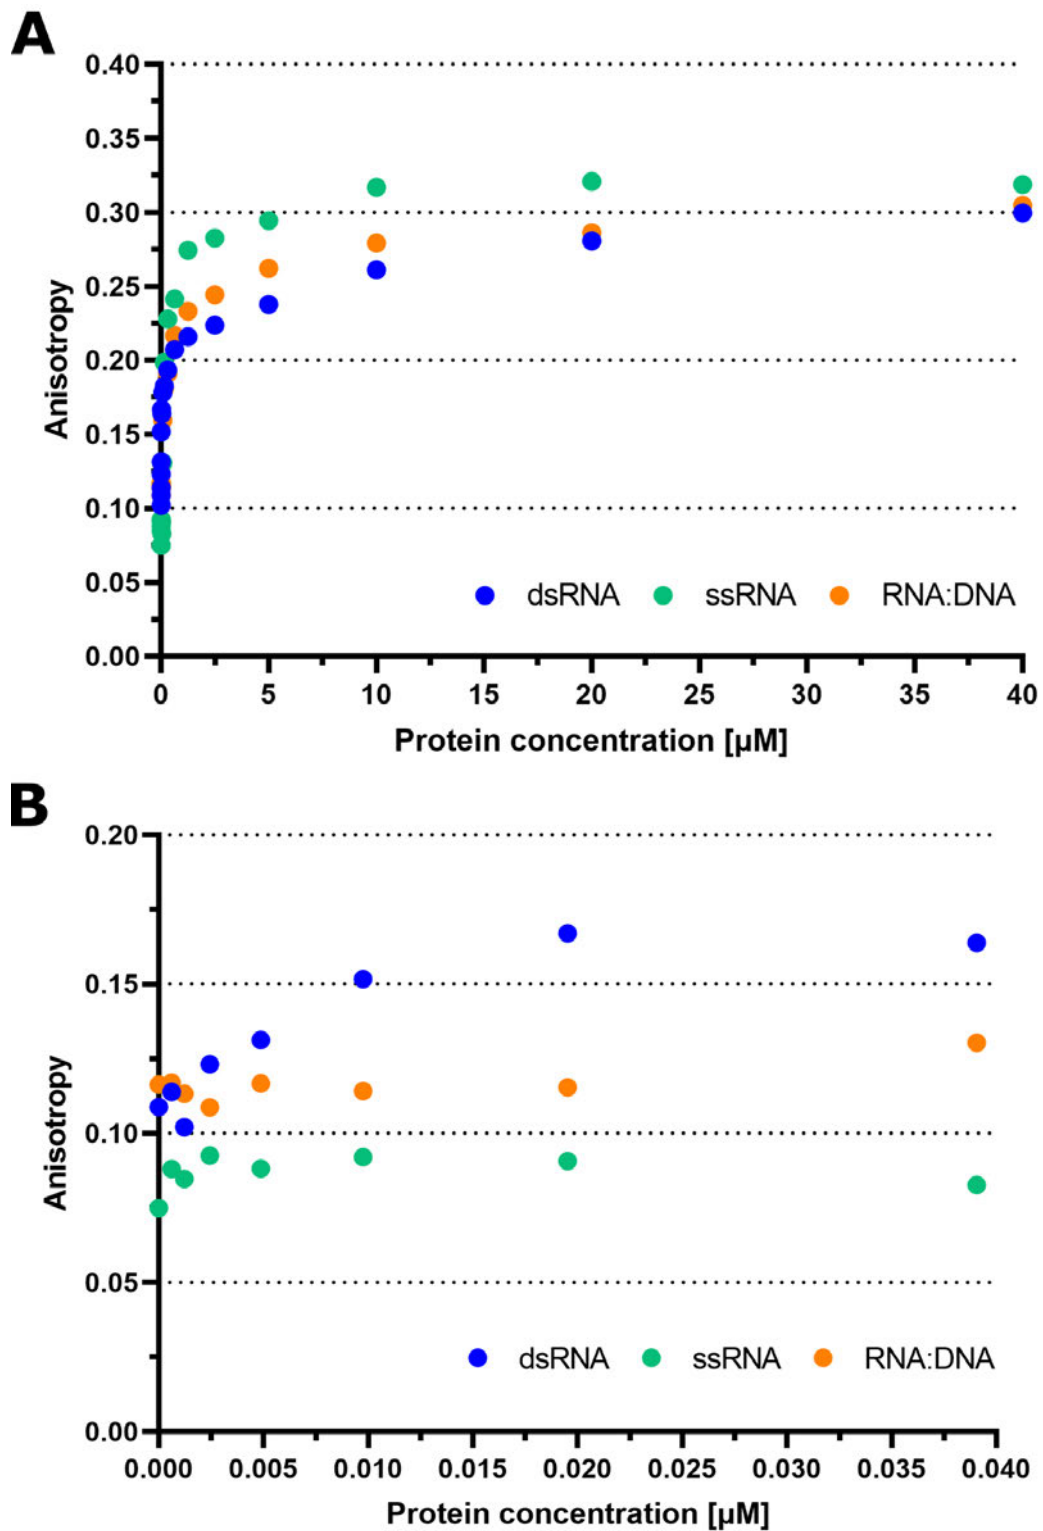 A
0.40
0.35
0.30
0.25
0.20
0.15
0.10
0.05
0.00
Anisotropy
dsRNA ssRNA RNA:DNA
0 5 10 15 20 25 30 35 40
Protein concentration [µM]
B
0.20
0.15
0.10
0.05
0.00
Anisotropy
dsRNA ssRNA RNA:DNA
0.000 0.005 0.010 0.015 0.020 0.025 0.030 0.035 0.040
Protein concentration [µM]